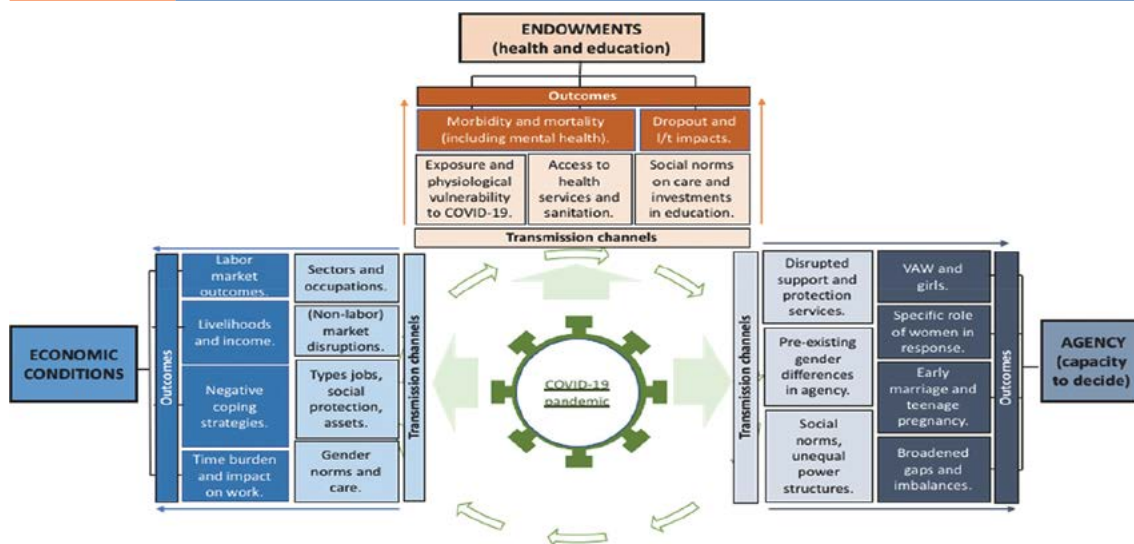 ENDOWMENTS
(health and education)
Outcomes
Morbidity and mortality
(including mental health).
Dropout and
l/t impacts.
Exposure and
physiological
vulnerability
to COVID-19.
Access to
health
services and
sanitation.
Social norms
on care and
investments
in education.
Transmission channels
ECONOMIC
CONDITIONS
Outcomes
Labor
market
outcomes.
Livelihoods
and income.
Negative
coping
strategies.
Time burden
and impact
on work.
Sectors and
occupations.
(Non-labor)
market
disruptions.
Types jobs,
social
protection,
assets.
Gender
norms and
care.
Transmission channels
COVID-19
pandemic
Transmission channels
Disrupted
support and
protection
services.
Pre-existing
gender
differences
in agency.
Social
norms,
unequal
power
structures.
VAW and
girls.
Specific role
of women in
response.
Early
marriage and
teenage
pregnancy.
Broadened
gaps and
imbalances.
Outcomes
AGENCY
(capacity
to decide)